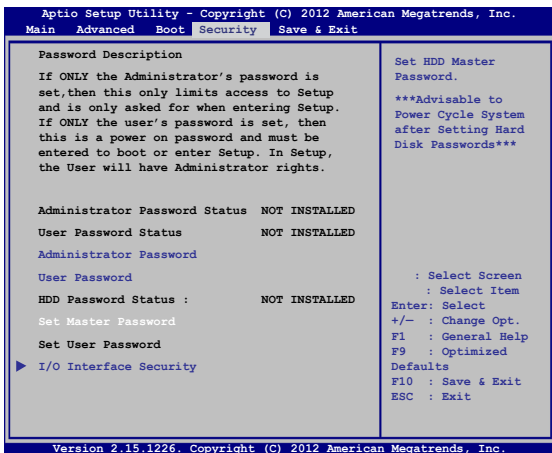 Aptio Setup Utility - Copyright (C) 2012 American Megatrends, Inc.
Main Advanced Boot Security Save & Exit
Password Description
If ONLY the Administrator's password is
set,then this only limits access to Setup
and is only asked for when entering Setup.
If ONLY the user's password is set, then
this is a power on password and must be
entered to boot or enter Setup. In Setup,
the User will have Administrator rights.
Administrator Password Status NOT INSTALLED
User Password Status NOT INSTALLED
Administrator Password
User Password
HDD Password Status : NOT INSTALLED
Set Master Password
Set User Password
I/O Interface Security
Set HDD Master
Password.
***Advisable to
Power Cycle System
after Setting Hard
Disk Passwords***
: Select Screen
: Select Item
Enter: Select
+/— : Change Opt.
F1 : General Help
F9 : Optimized
Defaults
F10 : Save & Exit
ESC : Exit
Version 2.15.1226. Copyright (C) 2012 American Megatrends, Inc.